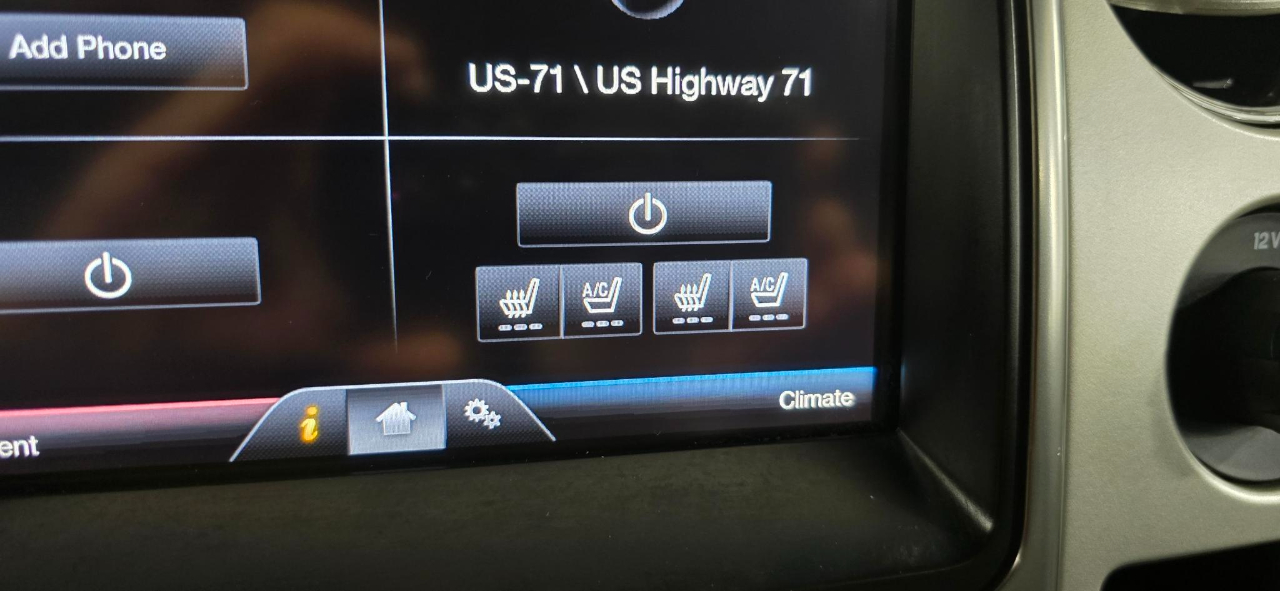 Add Phone
US-71 \ US Highway 71
A/C
A/C
Climate
ent
i
12V